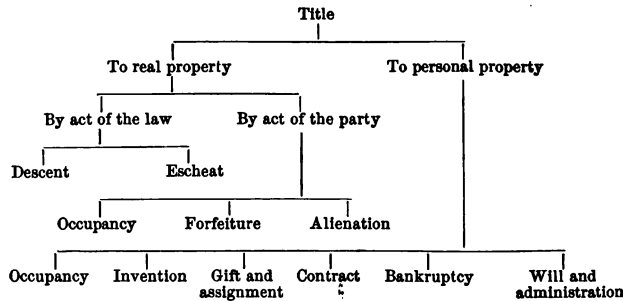 Title
To real property To personal property
By act of the law By act of the party
Descent Escheat
Occupancy Forfeiture Alienation
Occupancy Invention Gift and assignment Contract Bankruptcy Will and administration